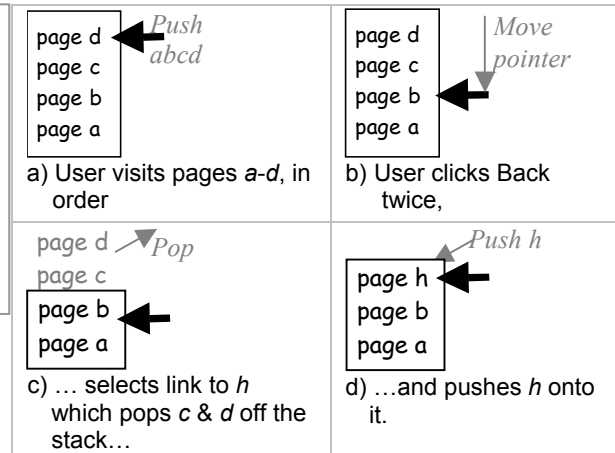 page d
page c
page b
page a
Push
abcd
a) User visits pages a-d, in
order
page d
page c
page b
page a
Move
pointer
b) User clicks Back
twice,
page d
page c
page b
page a
Pop
c) … selects link to h
which pops c & d off the
stack…
Push h
page h
page b
page a
d) …and pushes h onto
it.